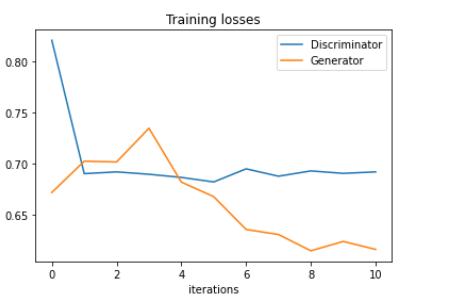 Training losses
Discriminator
Generator
0.80
0.75
0.70
0.65
0 2 4 6 8 10
iterations